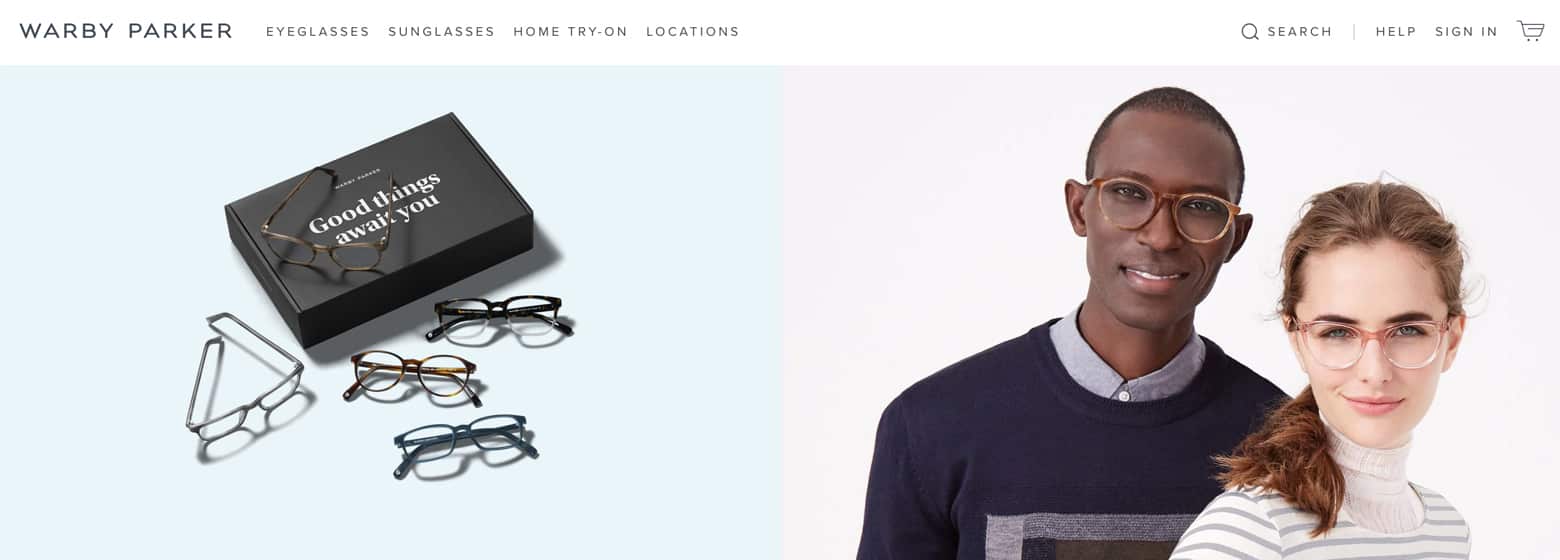 WARBY PARKER EYEGLASSES SUNGLASSES HOME TRY-ON LOCATIONS SEARCH HELP SIGN IN
WARBY PARKER
Good things
await you